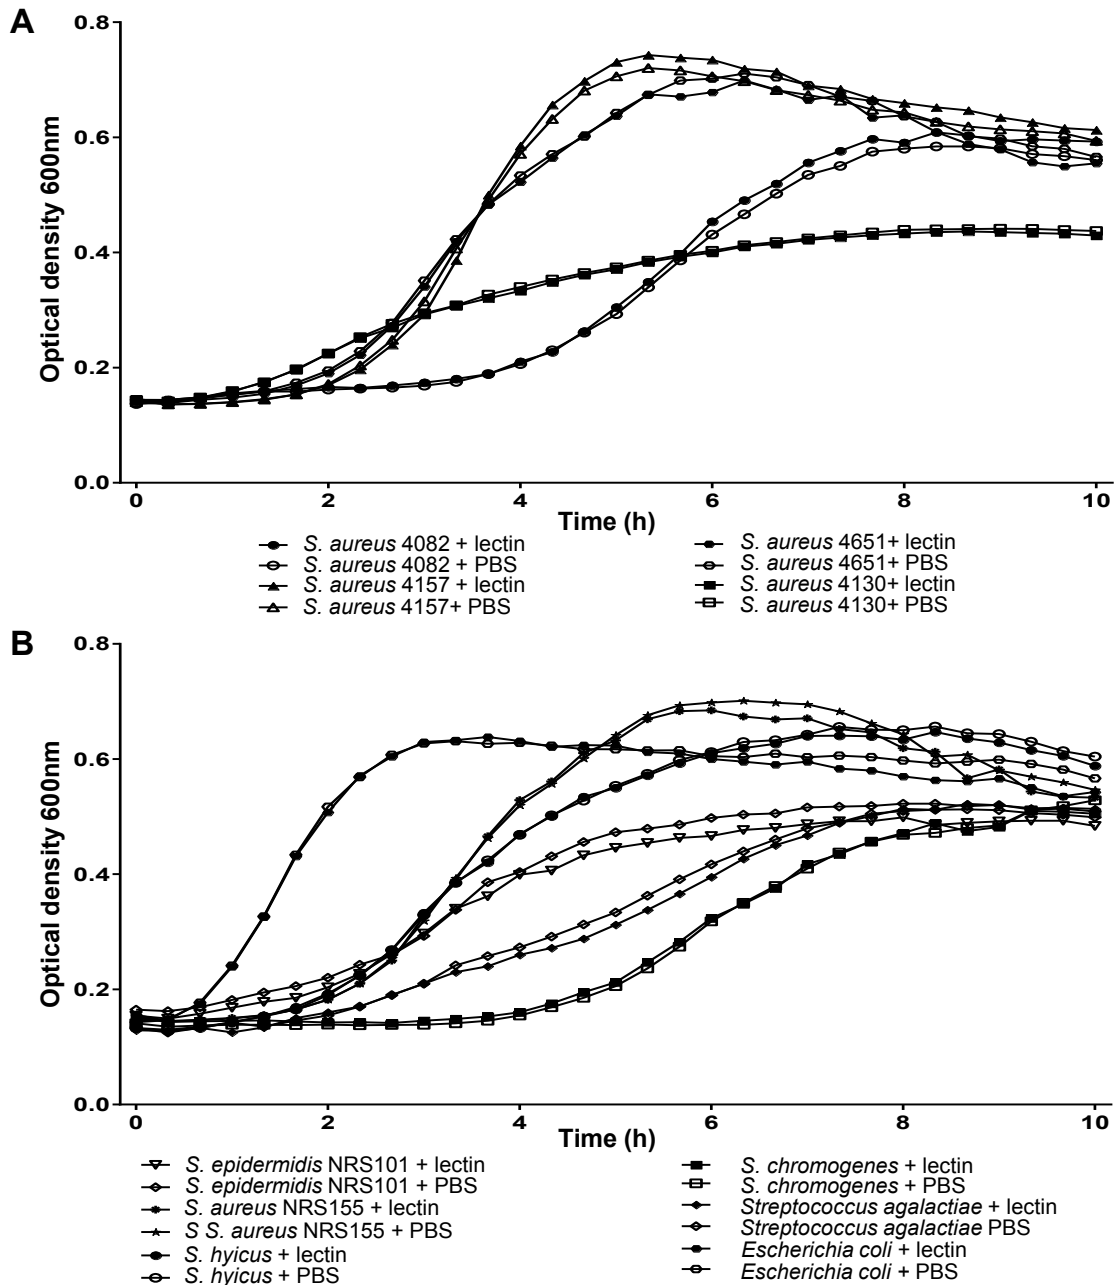 A
0.8
0.6
0.4
0.2
0.0
Optical density 600nm
0 2 4 6 8 10
Time (h)
S. aureus 4082 + lectin
S. aureus 4082 + PBS
S. aureus 4157 + lectin
S. aureus 4157+ PBS
S. aureus 4651+ lectin
S. aureus 4651+ PBS
S. aureus 4130+ lectin
S. aureus 4130+ PBS
B
0.8
0.6
0.4
0.2
0.0
Optical density 600nm
0 2 4 6 8 10
Time (h)
S. epidermidis NRS101 + lectin
S. epidermidis NRS101 + PBS
S. aureus NRS155 + lectin
S S. aureus NRS155 + PBS
S. hyicus + lectin
S. hyicus + PBS
S. chromogenes + lectin
S. chromogenes + PBS
Streptococcus agalactiae + lectin
Streptococcus agalactiae PBS
Escherichia coli + lectin
Escherichia coli + PBS